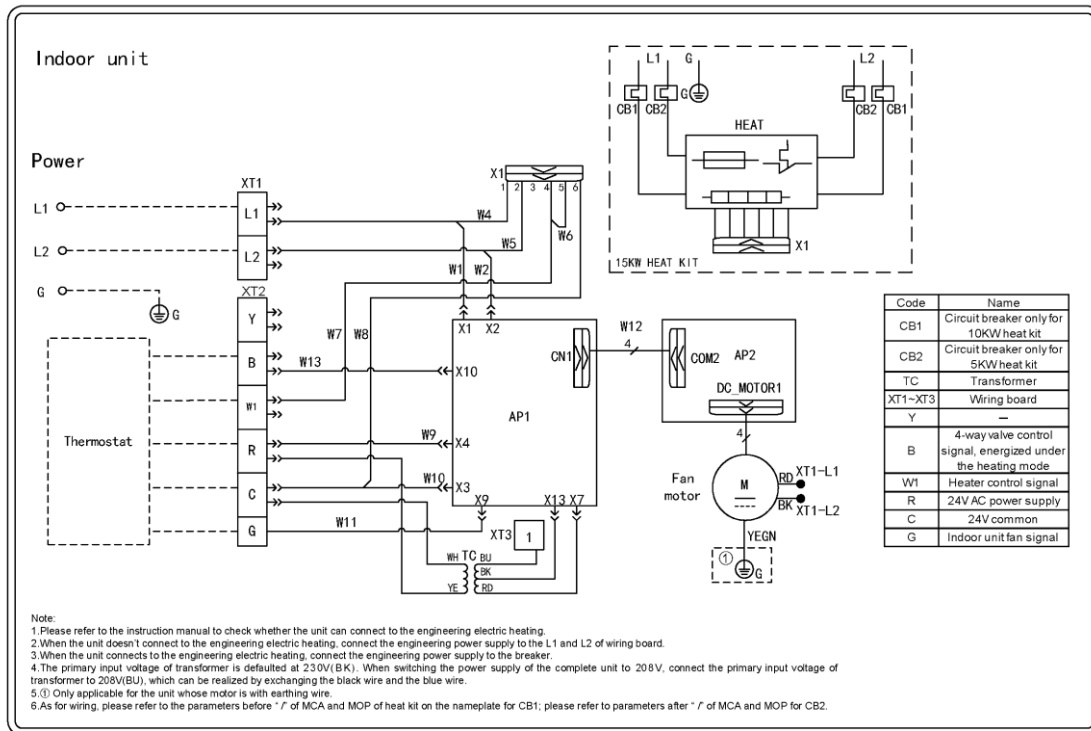 Indoor unit
Power
L1
L2
G
G
XT1
L1
L2
XT2
Y
B
W1
R
C
G
Thermostat
X1
1 2 3 4 5 6
W4
W5
W6
W1
W2
W7
W8
W13
W9
W10
W11
X1 X2
X10
X4
X3
X9
X13 X7
AP1
CN1
W12
4
COM2
AP2
DC_MOTOR1
4
Fan
motor
M
RD XT1-L1
BK XT1-L2
YEGN
①
G
XT3
1
WH TC BU
BK
YE RD
L1 G L2
CB1 CB2 G CB2 CB1
HEAT
X1
15KW HEAT KIT
Code Name
CB1 Circuit breaker only for
10KW heat kit
CB2 Circuit breaker only for
5KW heat kit
TC Transformer
XT1~XT3 Wiring board
Y —
B 4-way valve control
signal, energized under
the heating mode
W1 Heater control signal
R 24V AC power supply
C 24V common
G Indoor unit fan signal
Note:
1.Please refer to the instruction manual to check whether the unit can connect to the engineering electric heating.
2.When the unit doesn't connect to the engineering electric heating, connect the engineering power supply to the L1 and L2 of wiring board.
3.When the unit connects to the engineering electric heating, connect the engineering power supply to the breaker.
4.The primary input voltage of transformer is defaulted at 230V(BK). When switching the power supply of the complete unit to 208V, connect the primary input voltage of
transformer to 208V(BU), which can be realized by exchanging the black wire and the blue wire.
5.① Only applicable for the unit whose motor is with earthing wire.
6.As for wiring, please refer to the parameters before "/" of MCA and MOP of heat kit on the nameplate for CB1; please refer to parameters after "/" of MCA and MOP for CB2.